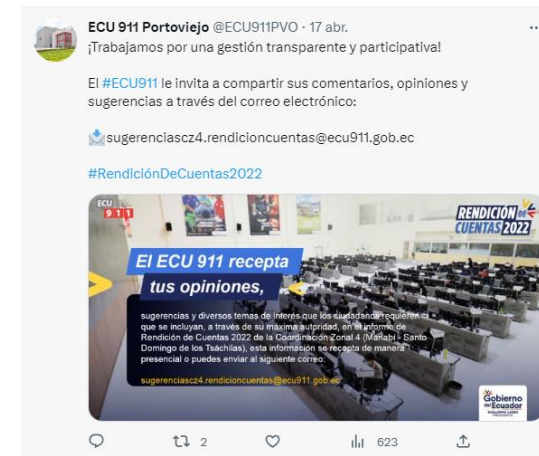 ECU 911 Portoviejo @ECU911PVO · 17 abr.
¡Trabajamos por una gestión transparente y participativa!
El #ECU911 le invita a compartir sus comentarios, opiniones y
sugerencias a través del correo electrónico:
sugerenciascz4.rendicioncuentas@ecu911.gob.ec
#RendiciónDeCuentas2022
ECU
911
RENDICIÓN DE
CUENTAS 2022
El ECU 911 recepta
tus opiniones,
sugerencias y diversos temas de interés que los ciudadanos requieren
que se incluyan, a través de su máxima autoridad, en el informe de
Rendición de Cuentas 2022 de la Coordinación Zonal 4 (Manabí - Santo
Domingo de los Tsáchilas), esta información se recepta de manera
presencial o puedes enviar al siguiente correo:
sugerenciascz4.rendicioncuentas@ecu911.gob.ec
Gobierno
del Ecuador
GUILLERMO LASSO
PRESIDENTE
2
623